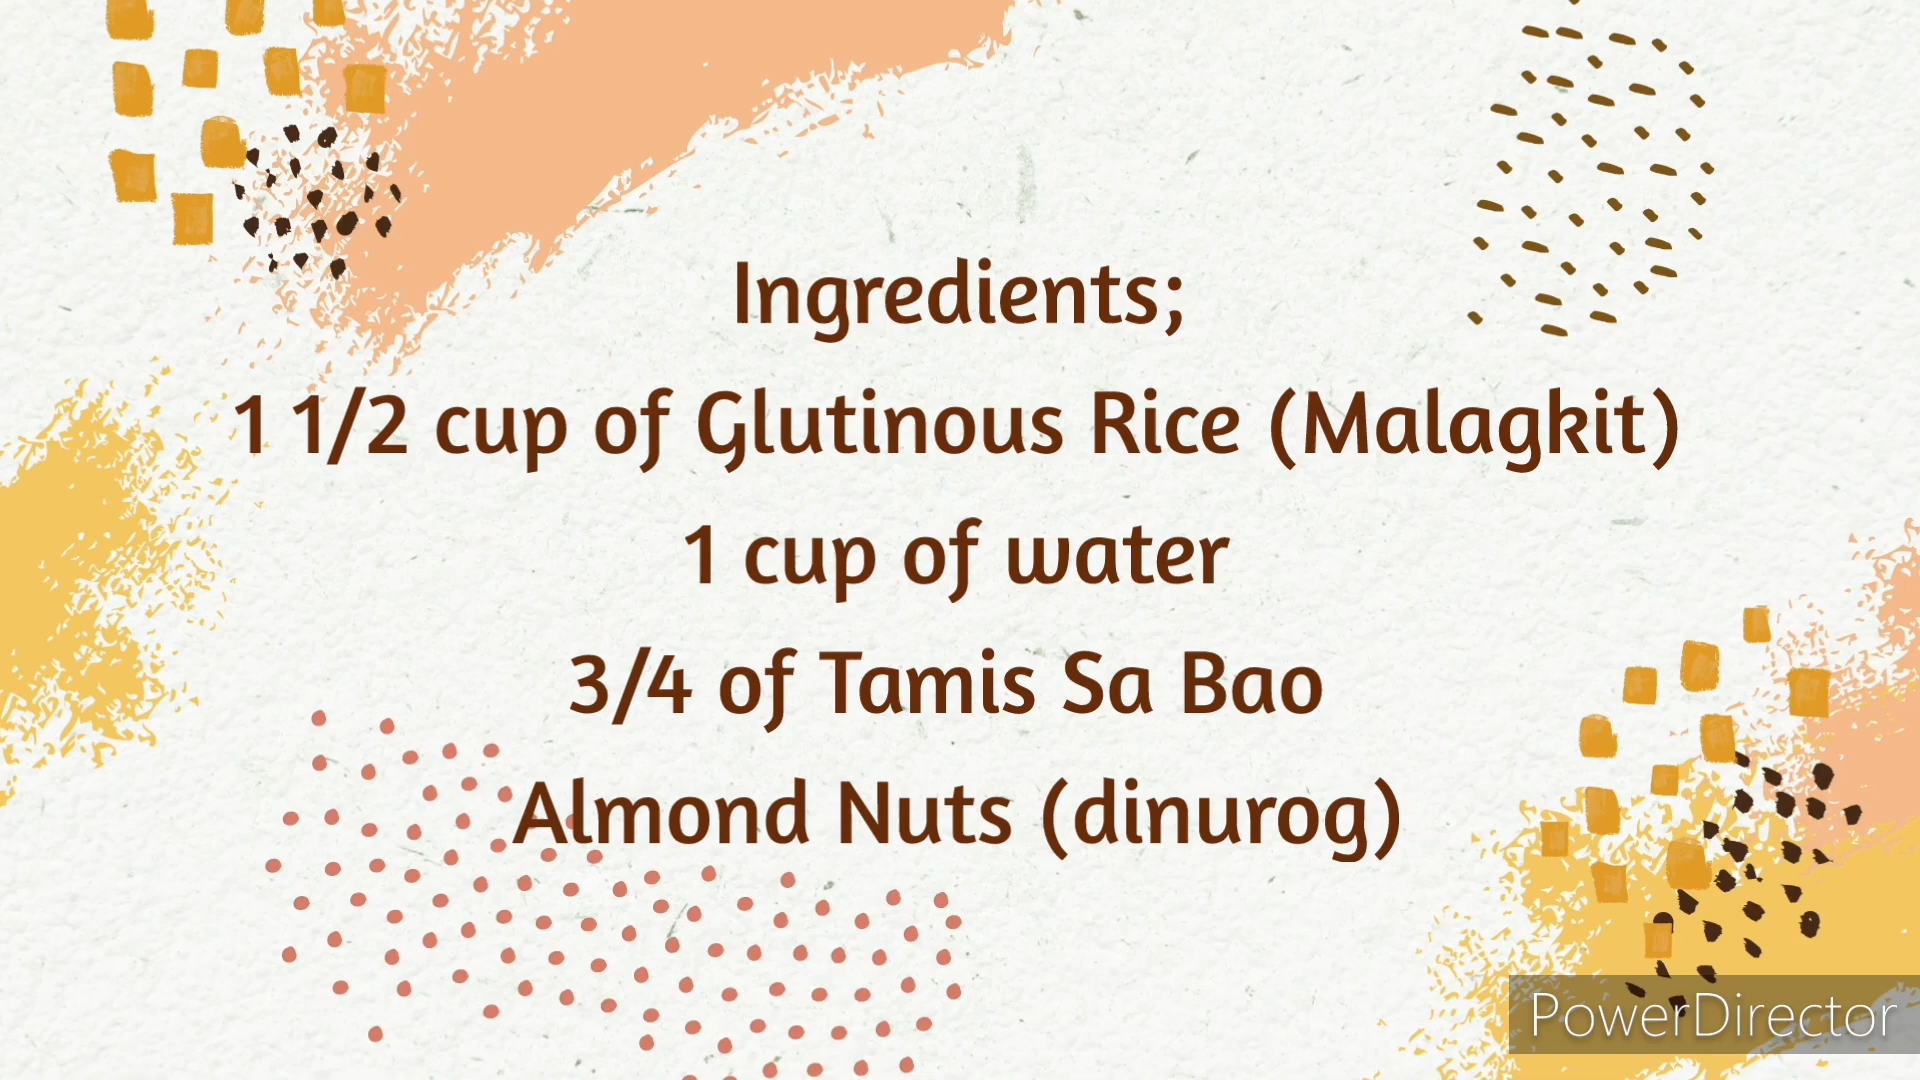 Ingredients;
1 1/2 cup of Glutinous Rice (Malagkit)
1 cup of water
3/4 of Tamis Sa Bao
Almond Nuts (dinurog)
PowerDirector